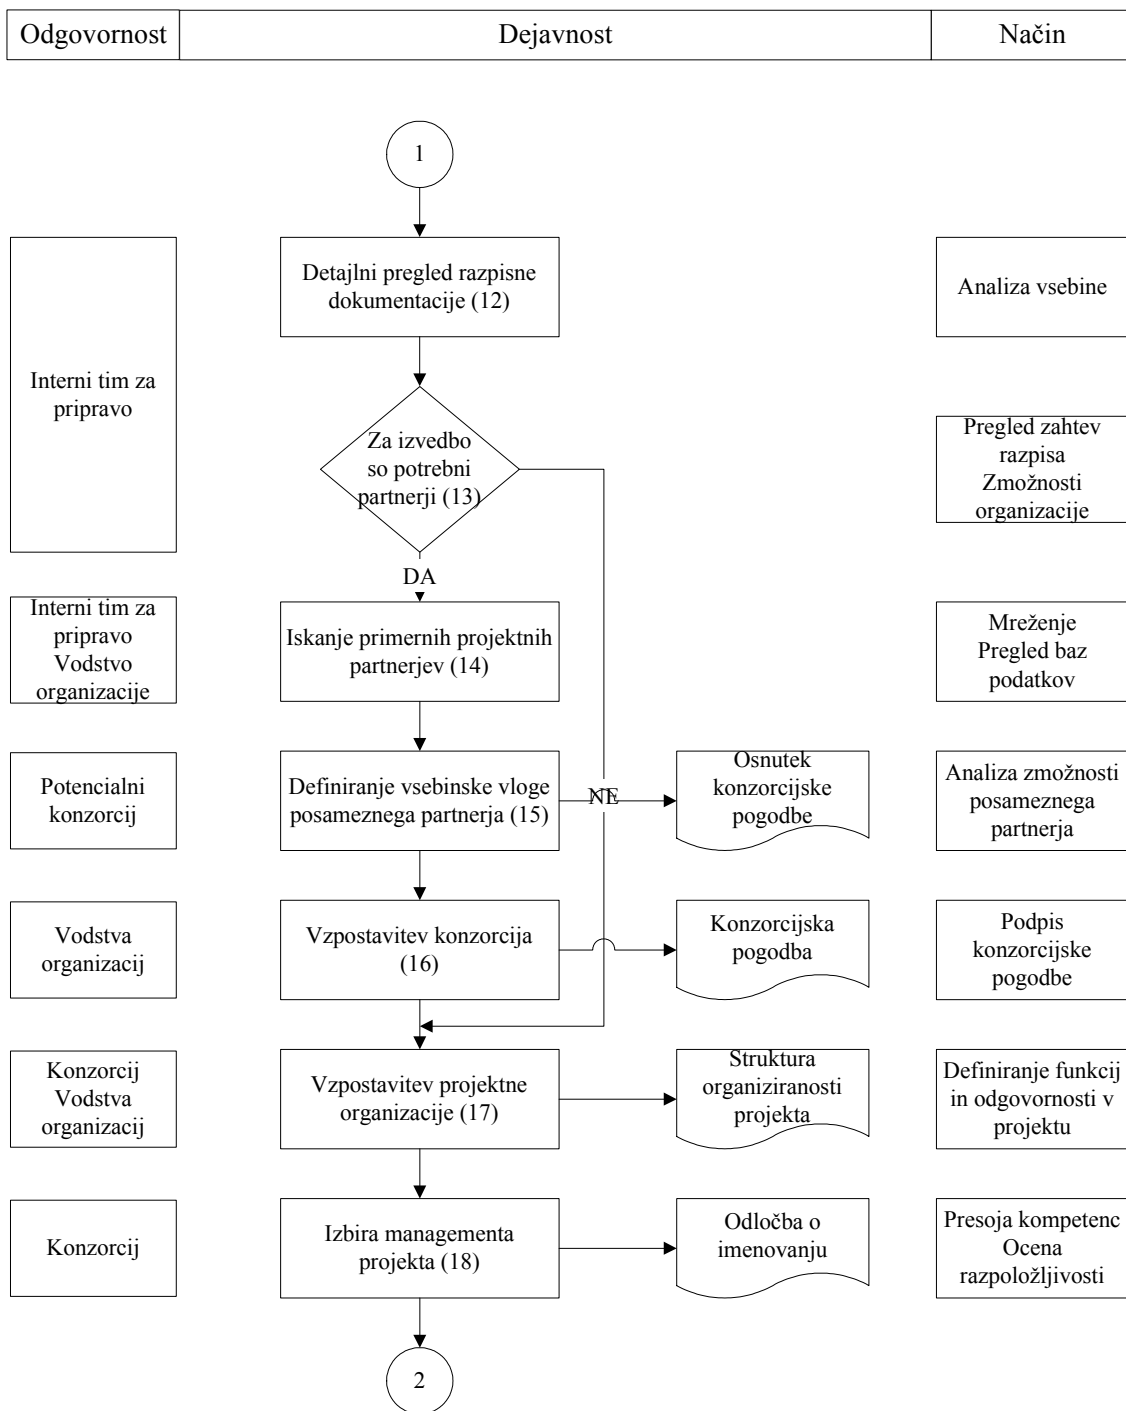 Odgovornost
Dejavnost
Način
1
Interni tim za
pripravo
Detajlni pregled razpisne
dokumentacije (12)
Analiza vsebine
Za izvedbo
so potrebni
partnerji (13)
Pregled zahtev
razpisa
Zmožnosti
organizacije
DA
Interni tim za
pripravo
Vodstvo
organizacije
Iskanje primernih projektnih
partnerjev (14)
Mreženje
Pregled baz
podatkov
Potencialni
konzorcij
Definiranje vsebinske vloge
posameznega partnerja (15)
NE
Osnutek
konzorcijske
pogodbe
Analiza zmožnosti
posameznega
partnerja
Vodstva
organizacij
Vzpostavitev konzorcija
(16)
Konzorcijska
pogodba
Podpis
konzorcijske
pogodbe
Konzorcij
Vodstva
organizacij
Vzpostavitev projektne
organizacije (17)
Struktura
organiziranosti
projekta
Definiranje funkcij
in odgovornosti v
projektu
Konzorcij
Izbira managementa
projekta (18)
Odločba o
imenovanju
Presoja kompetenc
Ocena
razpoložljivosti
2